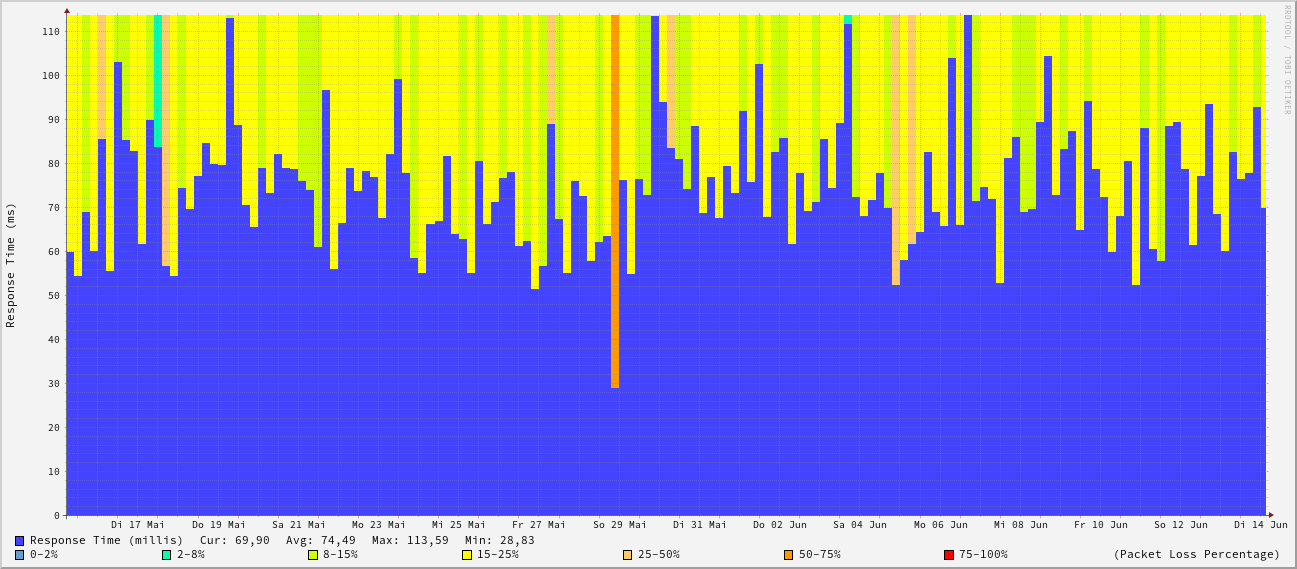 RRDTOOL / TOBI OETIKER
Response Time (ms)
110
100
90
80
70
60
50
40
30
20
10
0
Di 17 Mai Do 19 Mai Sa 21 Mai Mo 23 Mai Mi 25 Mai Fr 27 Mai So 29 Mai Di 31 Mai Do 02 Jun Sa 04 Jun Mo 06 Jun Mi 08 Jun Fr 10 Jun So 12 Jun Di 14 Jun
Response Time (millis) Cur: 69,90 Avg: 74,49 Max: 113,59 Min: 28,83
0-2% 2-8% 8-15% 15-25% 25-50% 50-75% 75-100% (Packet Loss Percentage)